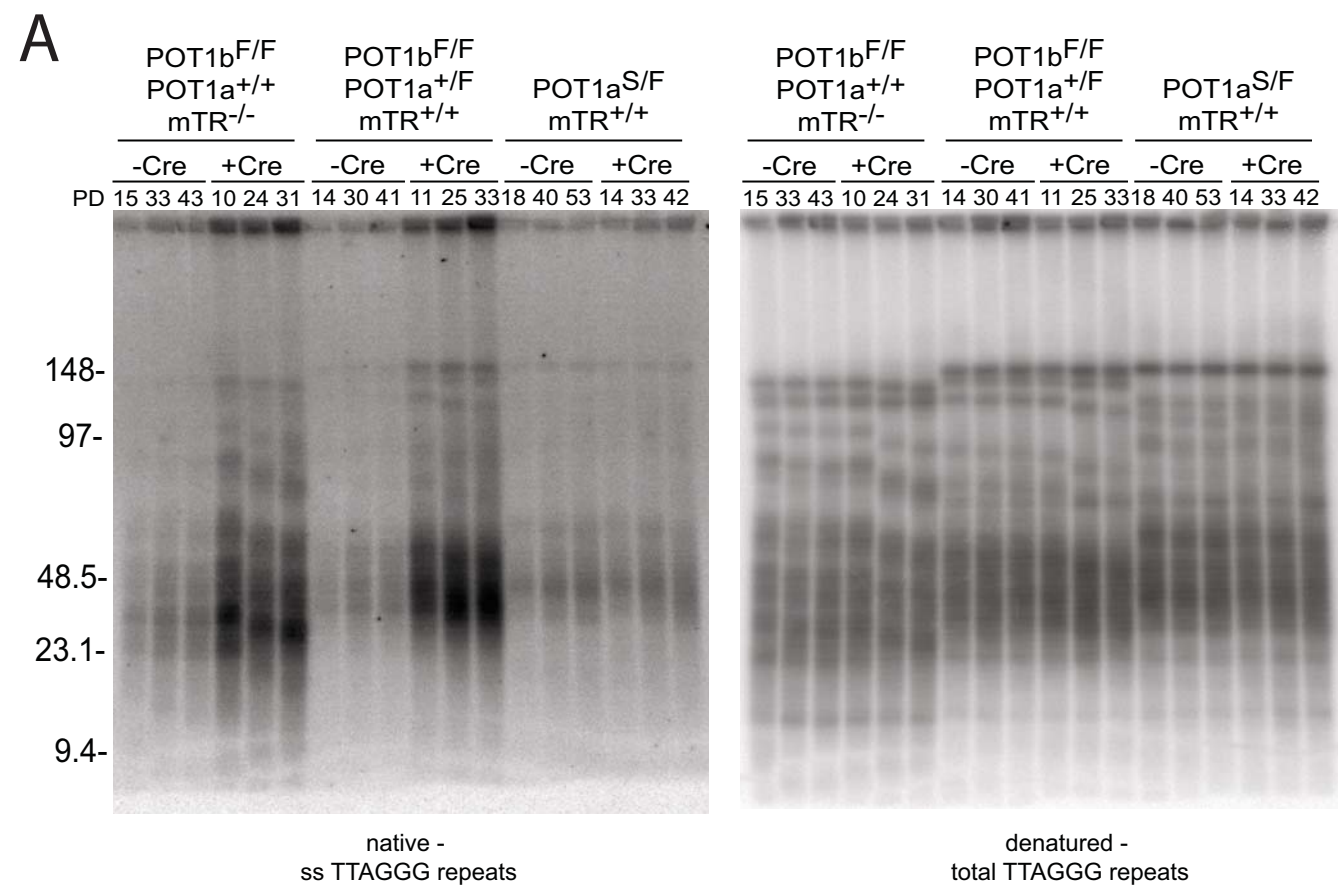 A
POT1bF/F POT1bF/F POT1bF/F POT1bF/F
POT1a+/+ POT1a+/F POT1aS/F POT1a+/+ POT1a+/F POT1aS/F
mTR-/- mTR+/+ mTR+/+ mTR-/- mTR+/+ mTR+/+
-Cre +Cre -Cre +Cre -Cre +Cre -Cre +Cre -Cre +Cre -Cre +Cre
PD 15 33 43 10 24 31 14 30 41 11 25 33 18 40 53 14 33 42 15 33 43 10 24 31 14 30 41 11 25 33 18 40 53 14 33 42
148-
97-
48.5-
23.1-
9.4-
native - denatured -
ss TTAGGG repeats total TTAGGG repeats